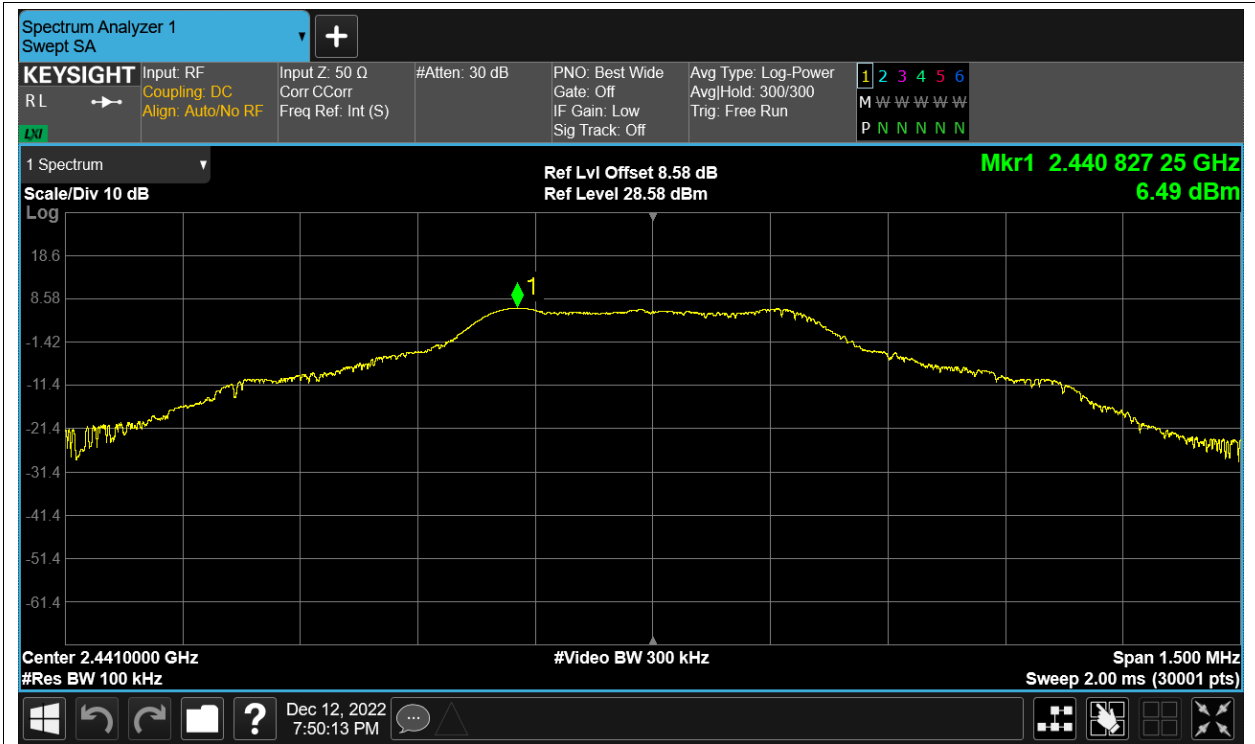 Spectrum Analyzer 1
Swept SA
KEYSIGHT
R L
LXI
Input: RF
Coupling: DC
Align: Auto/No RF
Input Z: 50 Ω
Corr CCorr
Freq Ref: Int (S)
#Atten: 30 dB
PNO: Best Wide
Gate: Off
IF Gain: Low
Sig Track: Off
Avg Type: Log-Power
Avg|Hold: 300/300
Trig: Free Run
1 2 3 4 5 6
M W W W W W
P N N N N N
1 Spectrum
Scale/Div 10 dB
Log
Ref Lvl Offset 8.58 dB
Ref Level 28.58 dBm
Mkr1 2.440 827 25 GHz
6.49 dBm
18.6
8.58
1
-1.42
-11.4
-21.4
-31.4
-41.4
-51.4
-61.4
Center 2.4410000 GHz
#Video BW 300 kHz
Span 1.500 MHz
#Res BW 100 kHz
Sweep 2.00 ms (30001 pts)
?
Dec 12, 2022
7:50:13 PM